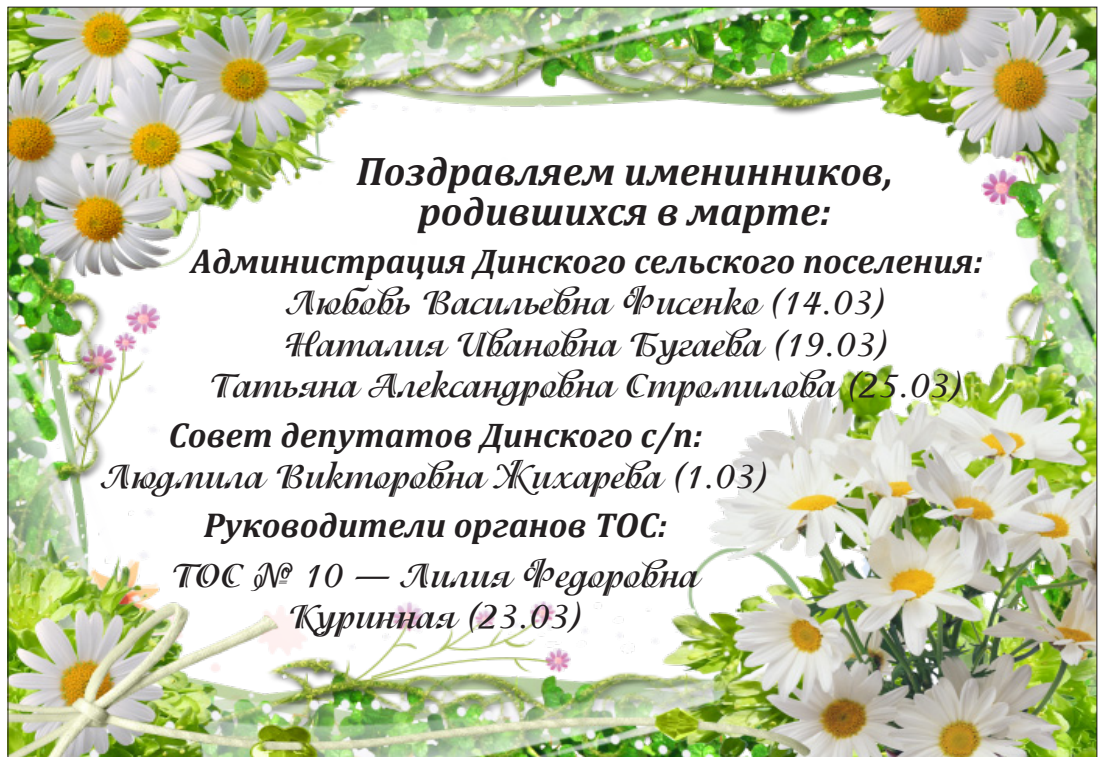 Поздравляем именинников,
родившихся в марте:
Администрация Динского сельского поселения:
Любовь Васильевна Фисенко (14.03)
Наталия Ивановна Бугаева (19.03)
Татьяна Александровна Стромилова (25.03)
Совет депутатов Динского с/п:
Людмила Викторовна Жихарева (1.03)
Руководители органов ТОС:
ТОС № 10 — Лилия Федоровна
Куринная (23.03)